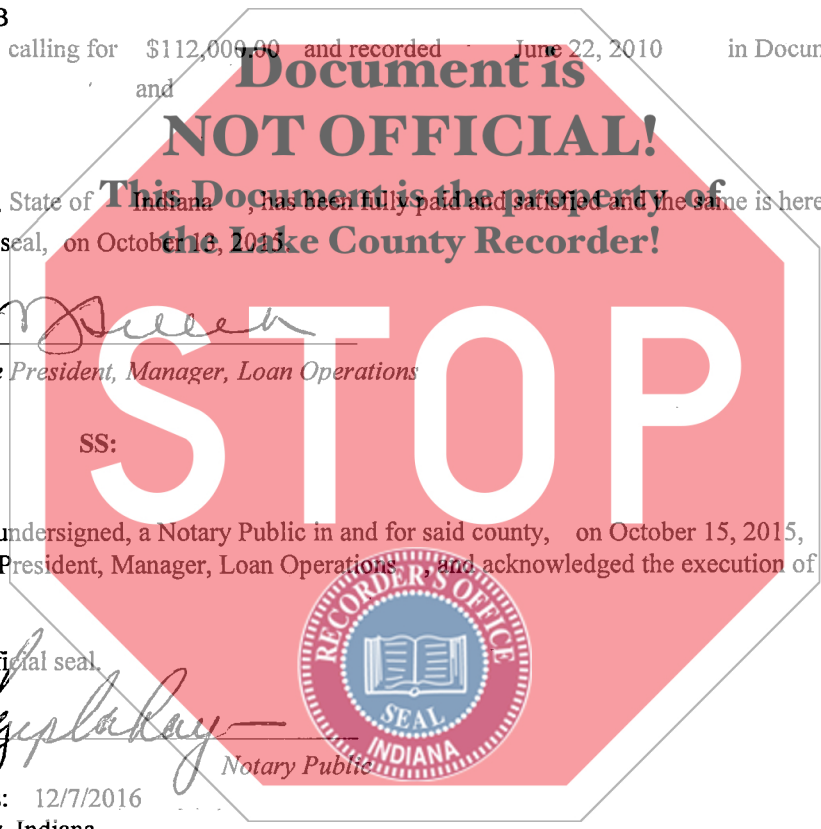 3
calling for $112,000.00 and recorded June 22, 2010 in Docum
Document is
and
NOT OFFICIAL!
This Document is the property of
State of Indiana , has been fully paid and satisfied and the same is here
the Lake County Recorder!
seal, on October 13, 2015.
President, Manager, Loan Operations
STOP
SS:
undersigned, a Notary Public in and for said county, on October 15, 2015,
President, Manager, Loan Operations , and acknowledged the execution of
RECORDER'S OFFICE
SEAL
INDIANA
ficial seal.
Notary Public
: 12/7/2016
, Indiana